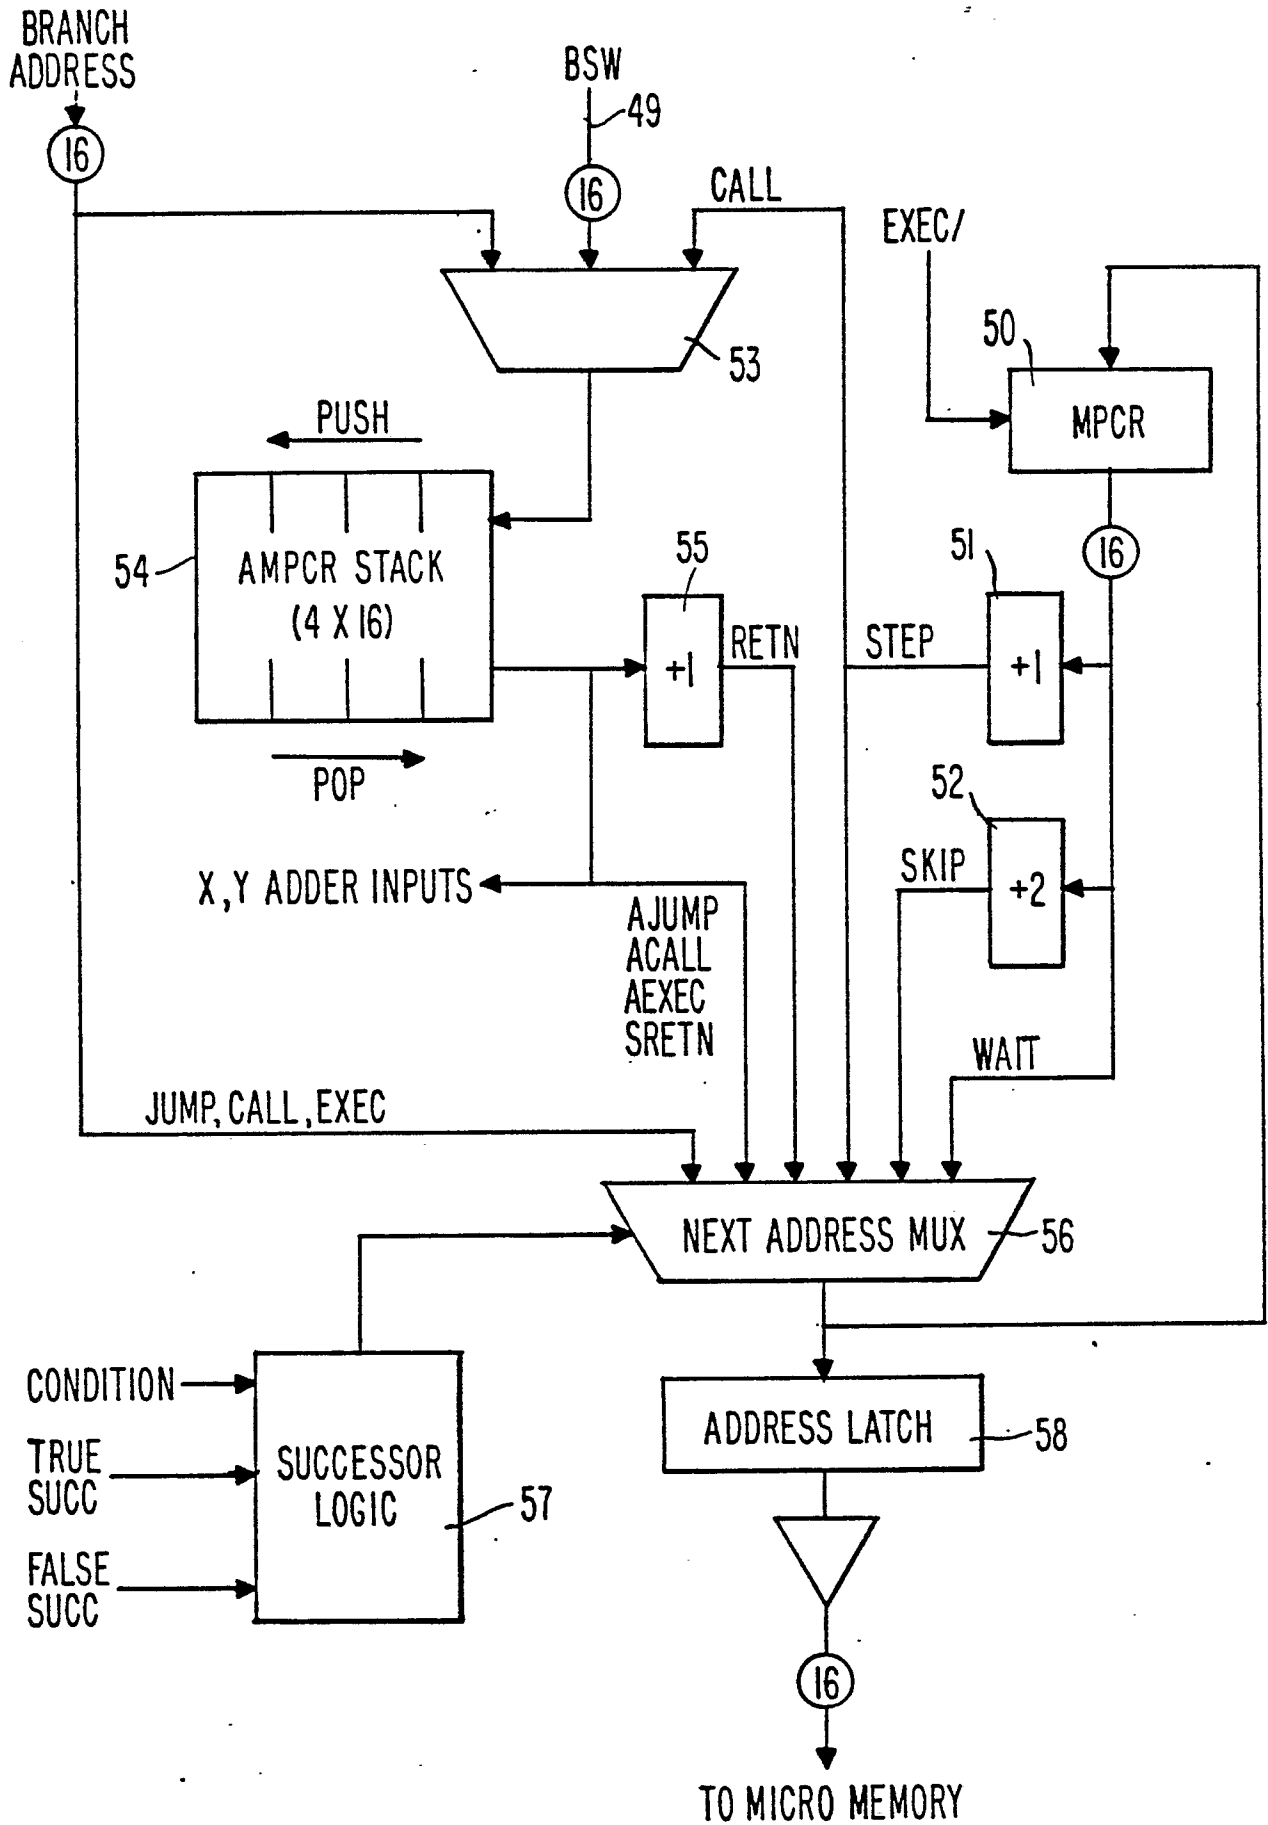 BRANCH
ADDRESS
16
BSW
49
16
CALL
EXEC/
53
50
MPCR
PUSH
54
AMPCR STACK
(4 X 16)
POP
55
+1
RETN
STEP
51
+1
16
52
SKIP
+2
X,Y ADDER INPUTS
AJUMP
ACALL
AEXEC
SRETN
WAIT
JUMP, CALL, EXEC
NEXT ADDRESS MUX
56
CONDITION
TRUE
SUCC
FALSE
SUCC
SUCCESSOR
LOGIC
57
ADDRESS LATCH
58
16
TO MICRO MEMORY